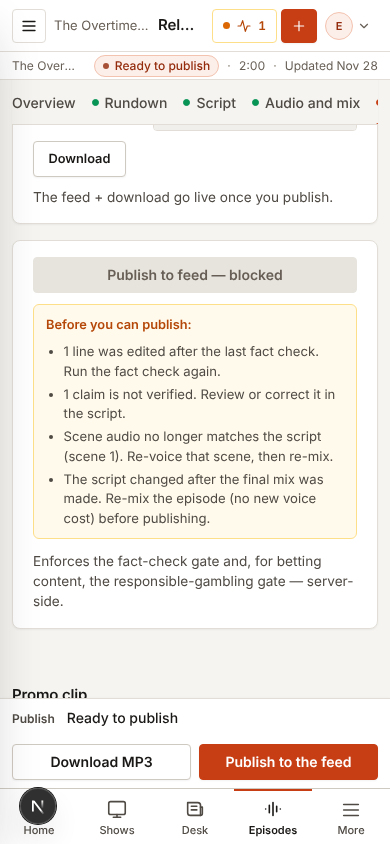 The Overtime... Rel... 1 + E
The Over... Ready to publish · 2:00 · Updated Nov 28
Overview Rundown Script Audio and mix
Download
The feed + download go live once you publish.
Publish to feed — blocked
Before you can publish:
• 1 line was edited after the last fact check.
Run the fact check again.
• 1 claim is not verified. Review or correct it in
the script.
• Scene audio no longer matches the script
(scene 1). Re-voice that scene, then re-mix.
• The script changed after the final mix was
made. Re-mix the episode (no new voice
cost) before publishing.
Enforces the fact-check gate and, for betting
content, the responsible-gambling gate — server-
side.
Promo clip
Publish Ready to publish
Download MP3 Publish to the feed
N
Home Shows Desk Episodes More